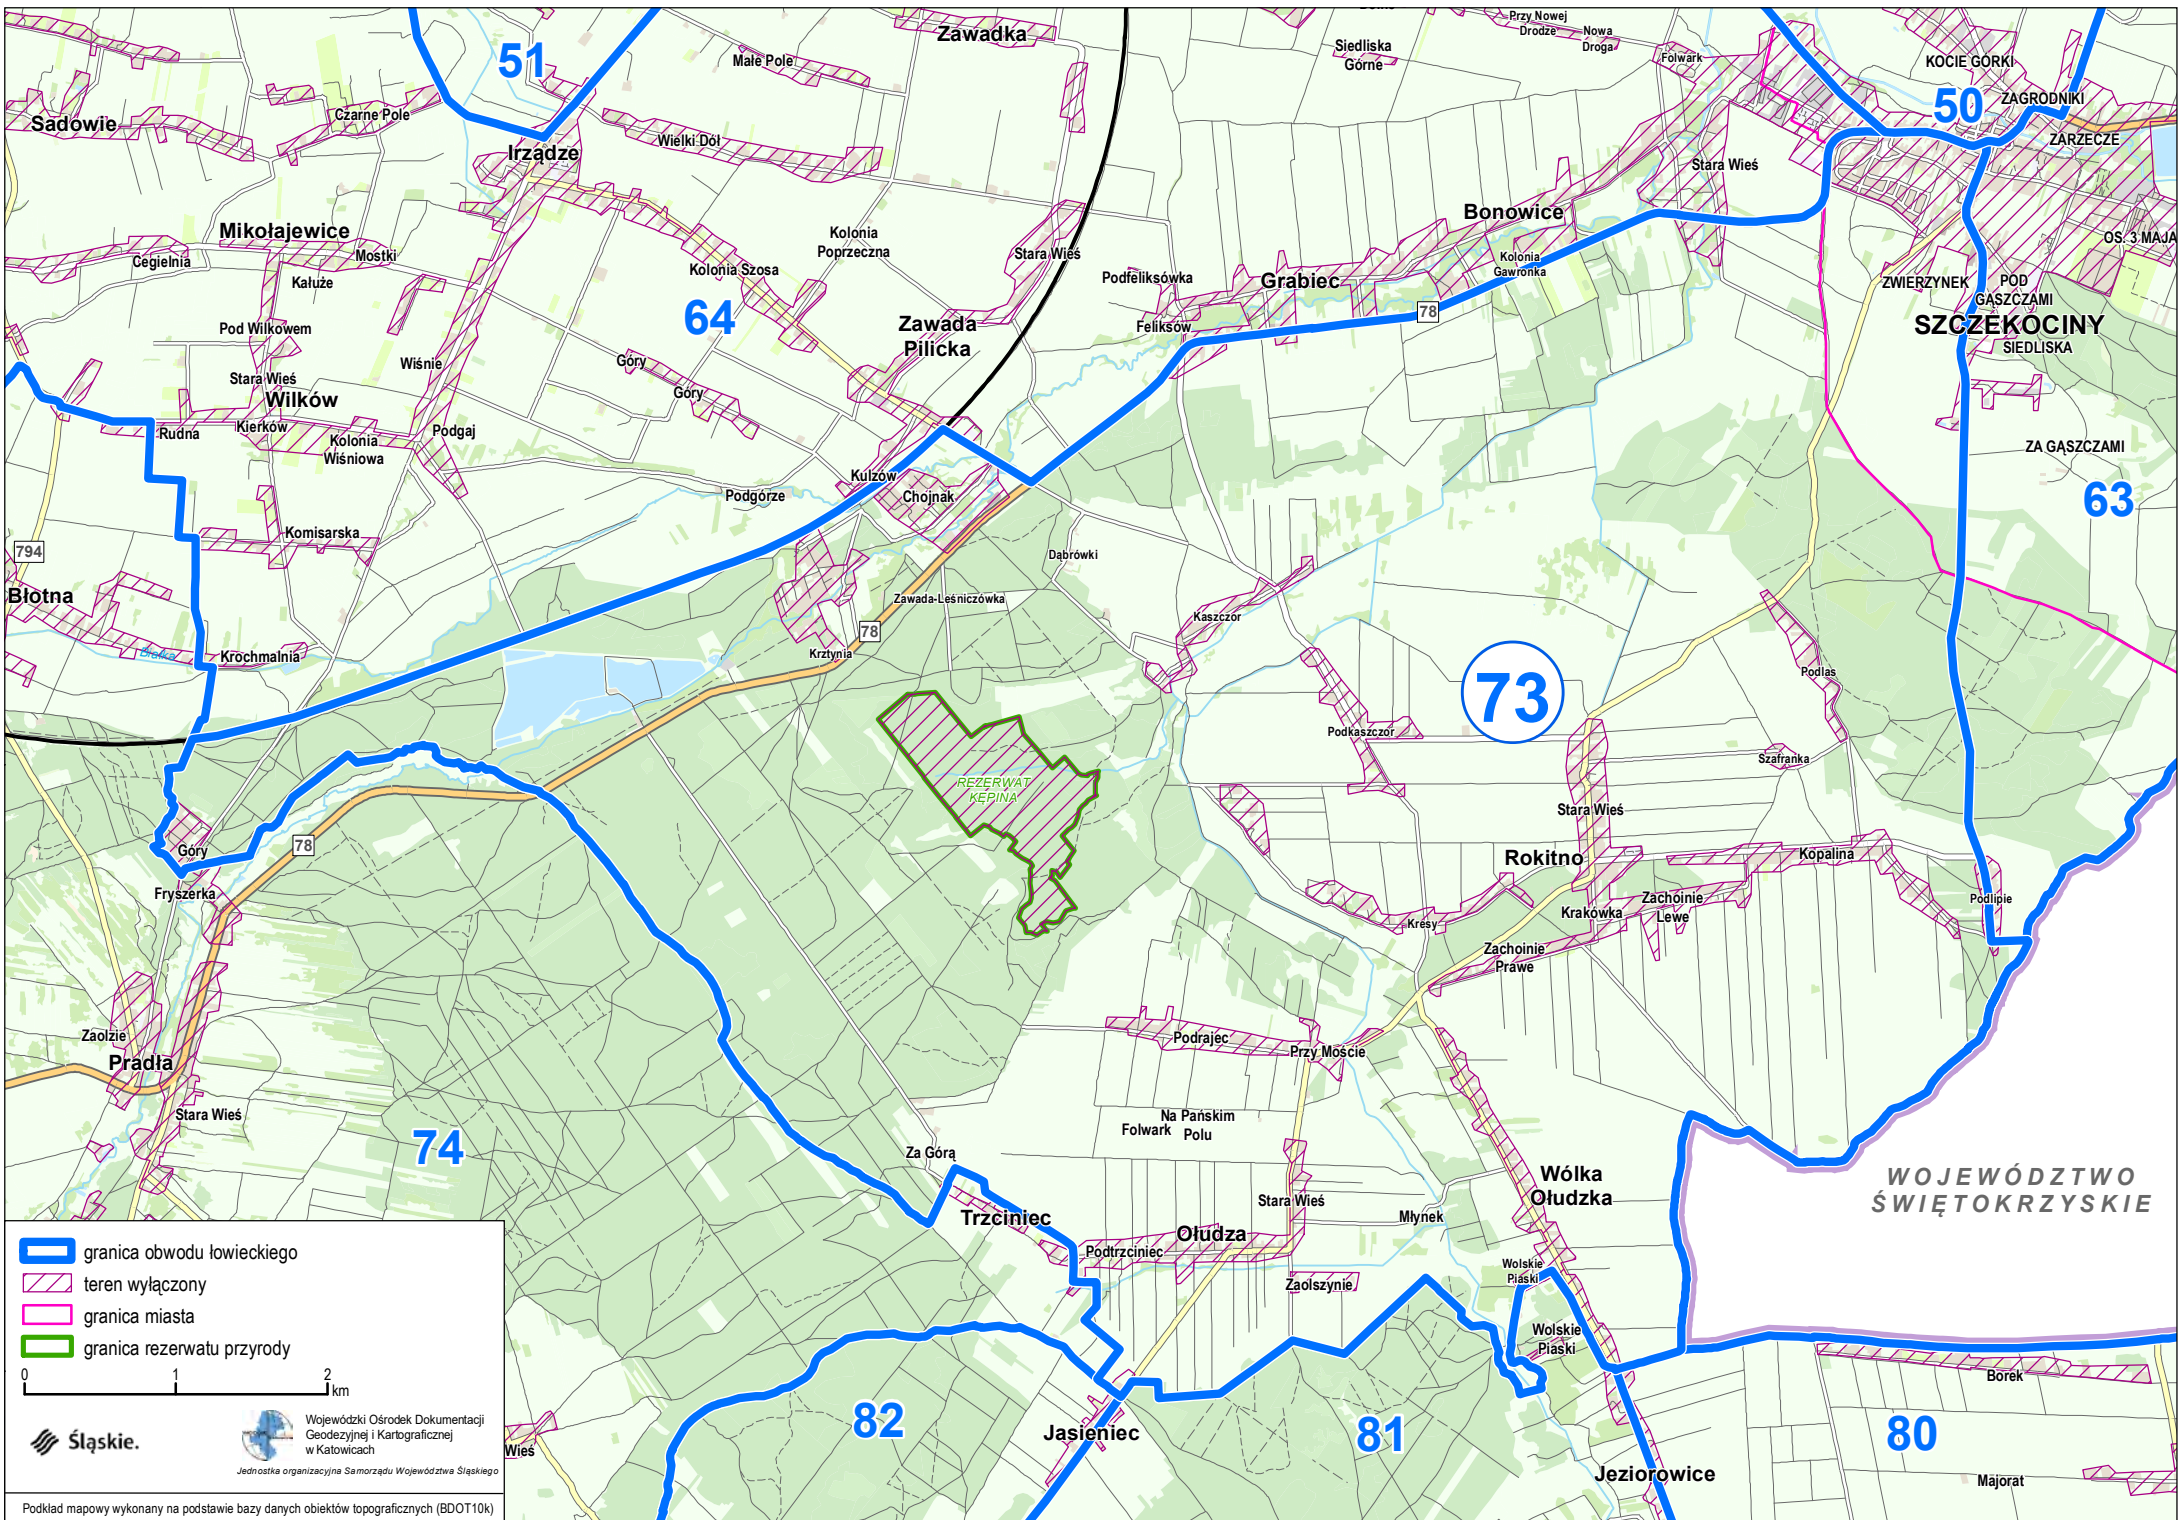 Zawadka
Przy Nowej
Drodze
Nowa
Droga
51
Małe Pole
Siedliska
Górne
Folwark
KOCIE GÓRKI
50
ZAGRODNIKI
Sadowie
Czarne Pole
Irządze
Wielki Dół
Stara Wieś
ZARZECZE
Mikołajewice
Cegielnia
Mostki
Kałuże
Kolonia
Poprzeczna
Kolonia Szosa
Stara Wieś
Bonowice
Kolonia
Gawronka
OS. 3 MAJA
Podfeliksówka
Grabiec
ZWIERZYNEK
POD
GĄSZCZAMI
64
Pod Wilkowem
Zawada
Pilicka
Feliksów
78
SZCZEKOCINY
SIEDLISKA
Wiśnie
Góry
Góry
Stara Wieś
Wilków
Rudna
Kierków
Kolonia
Wiśniowa
Podgaj
ZA GĄSZCZAMI
Kulzów
Chojnak
Podgórze
63
Komisarska
794
Dąbrówki
Błotna
Zawada-Leśniczówka
Kaszczor
78
Krztynia
Białka
Krochmalnia
Podlas
73
Podkaszczor
Szafranka
REZERWAT
KĘPINA
Stara Wieś
78
Góry
Rokitno
Kopalina
Fryszerka
Zachoinie
Lewe
Krakówka
Podlipie
Kresy
Zachoinie
Prawe
Zaolzie
Pradła
Podrajec
Przy Moście
Stara Wieś
Na Pańskim
Polu
Folwark
74
Za Górą
Wólka
Ołudzka
WOJEWÓDZTWO
ŚWIĘTOKRZYSKIE
Trzciniec
Stara Wieś
Młynek
Ołudza
Podtrzciniec
Wolskie
Piaski
Zaolszynie
Wolskie
Piaski
Borek
82
81
80
Jasieniec
Wieś
Jeziorowice
Majorat
granica obwodu łowieckiego
teren wyłączony
granica miasta
granica rezerwatu przyrody
0 1 2
km
Śląskie.
Wojewódzki Ośrodek Dokumentacji
Geodezyjnej i Kartograficznej
w Katowicach
Jednostka organizacyjna Samorządu Województwa Śląskiego
Podkład mapowy wykonany na podstawie bazy danych obiektów topograficznych (BDOT10k)